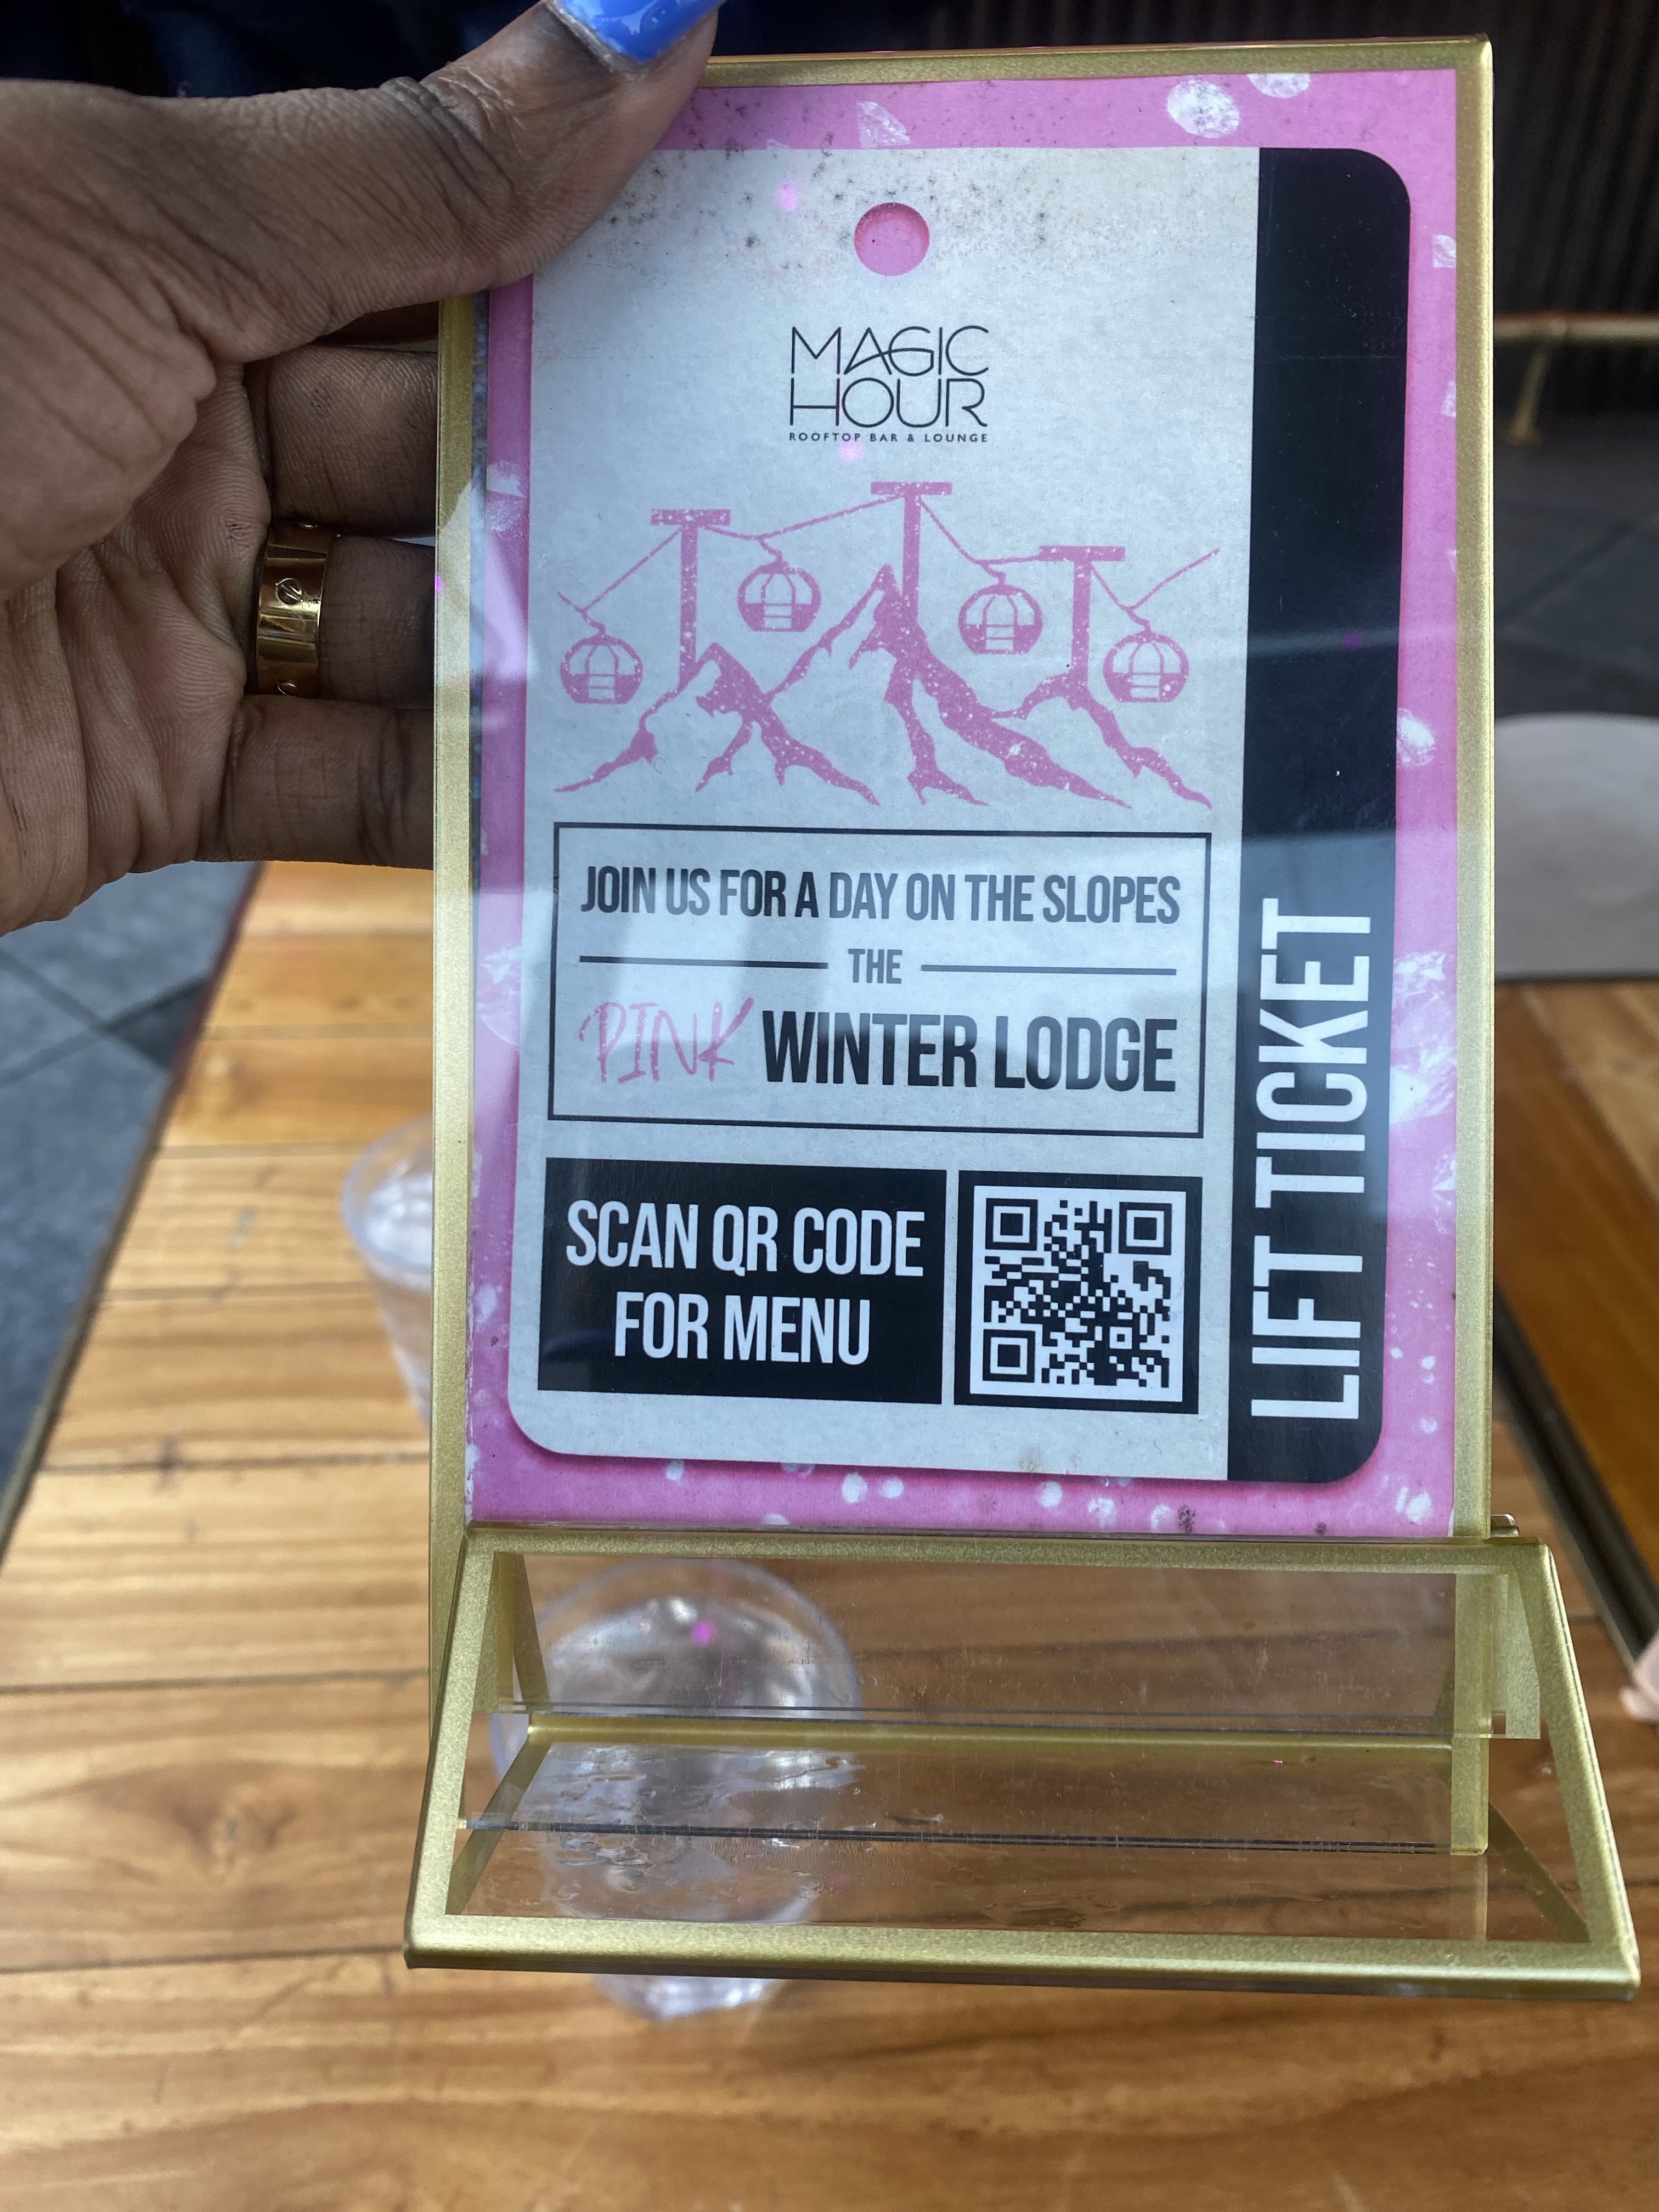 MAGIC
HOUR
ROOFTOP BAR & LOUNGE
JOIN US FOR A DAY ON THE SLOPES
THE
PINK WINTER LODGE
SCAN QR CODE
FOR MENU
LIFT TICKET